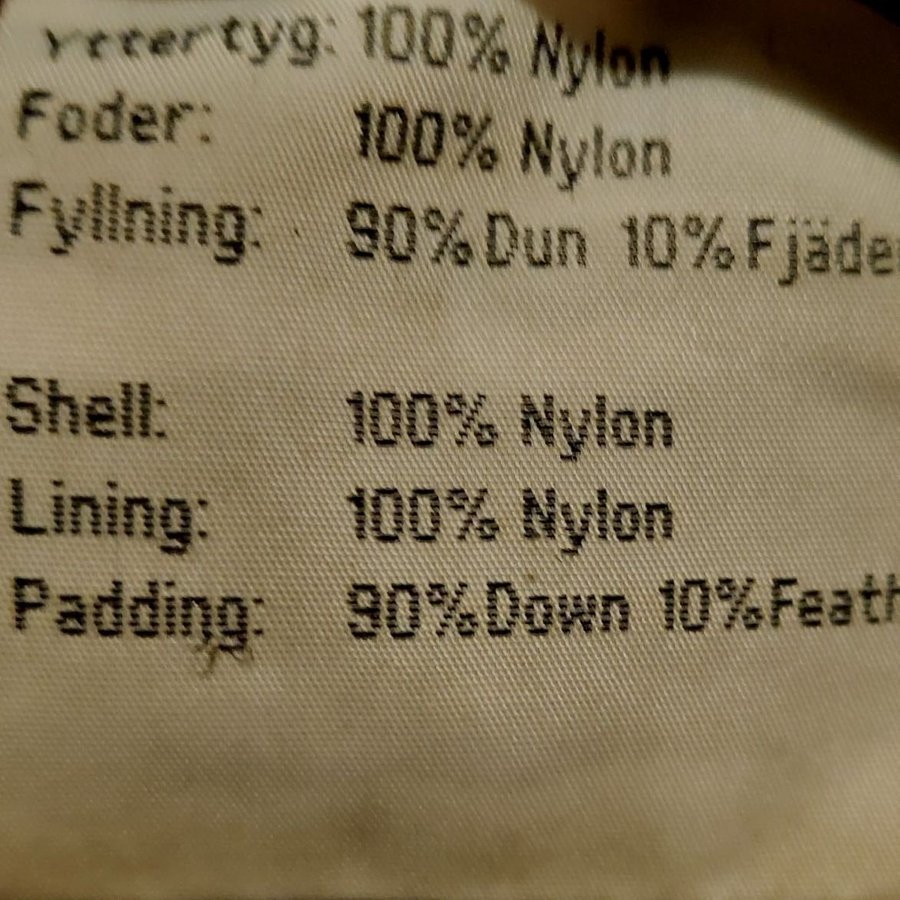 Yttertyg: 100% Nylon
Foder: 100% Nylon
Fyllning: 90% Dun 10% Fjäde
Shell: 100% Nylon
Lining: 100% Nylon
Padding: 90% Down 10% Feath